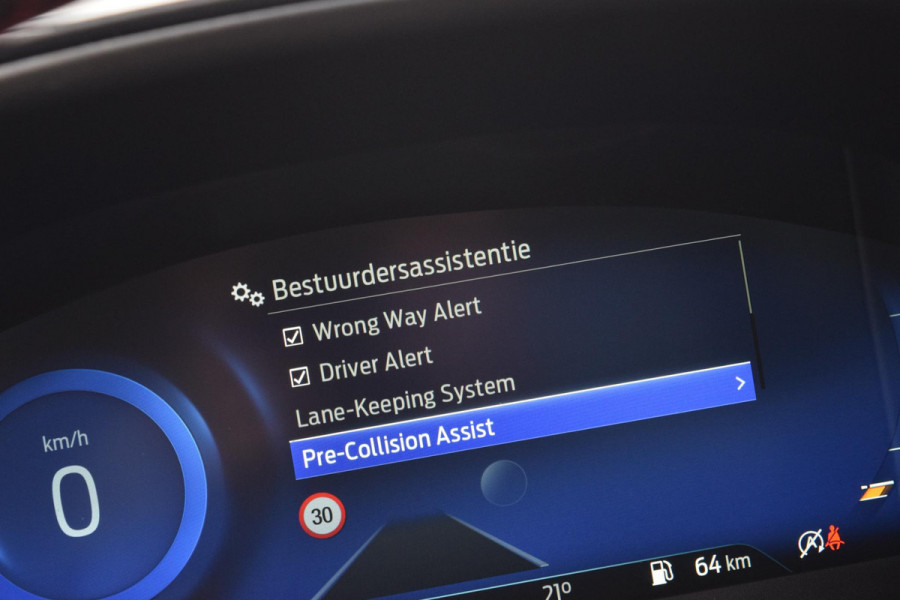 Bestuurdersassistentie
Wrong Way Alert
Driver Alert
Lane-Keeping System
Pre-Collision Assist
km/h
0
30
21°
64 km